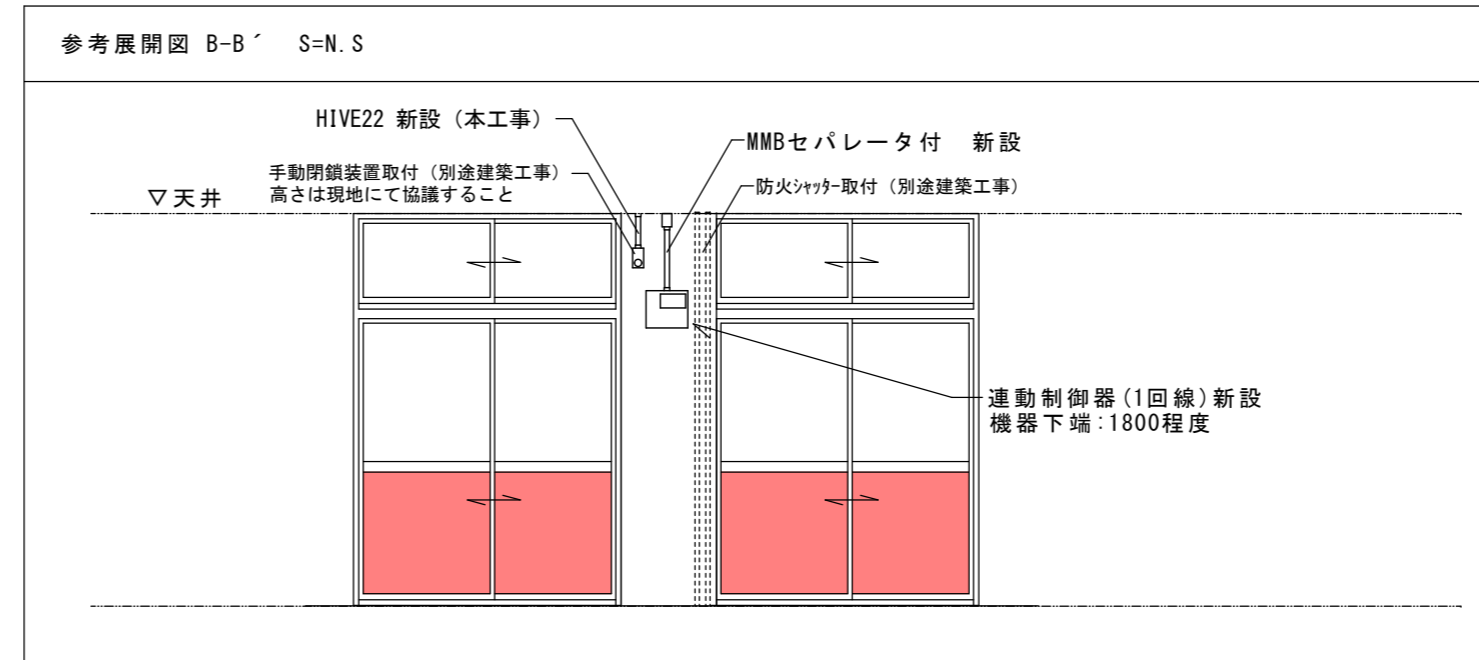 参考展開図 B-B´ S=N.S
HIVE22 新設（本工事）
MMBセパレータ付 新設
手動閉鎖装置取付（別途建築工事）
高さは現地にて協議すること
防火ｼｬｯﾀｰ取付（別途建築工事）
▽天井
連動制御器(1回線)新設
機器下端:1800程度